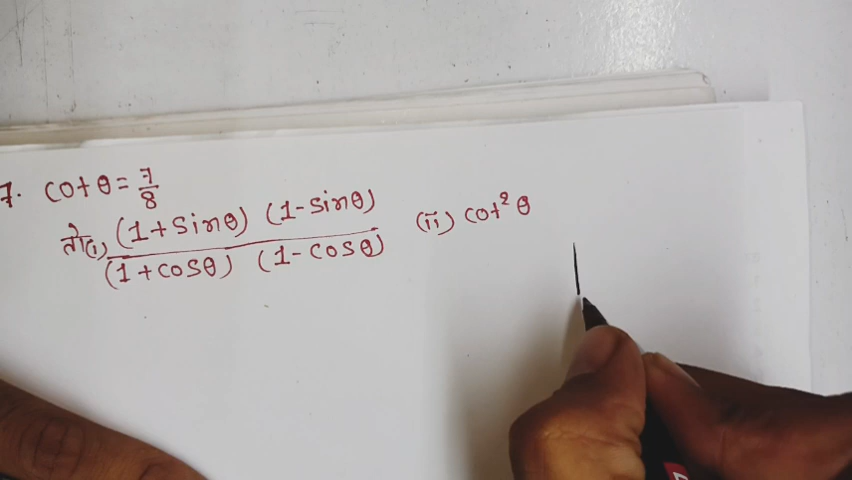 7. cot θ = 7/8
तो (i) (1+sinθ) (1-sinθ) / (1+cosθ) (1-cosθ) (ii) cot² θ